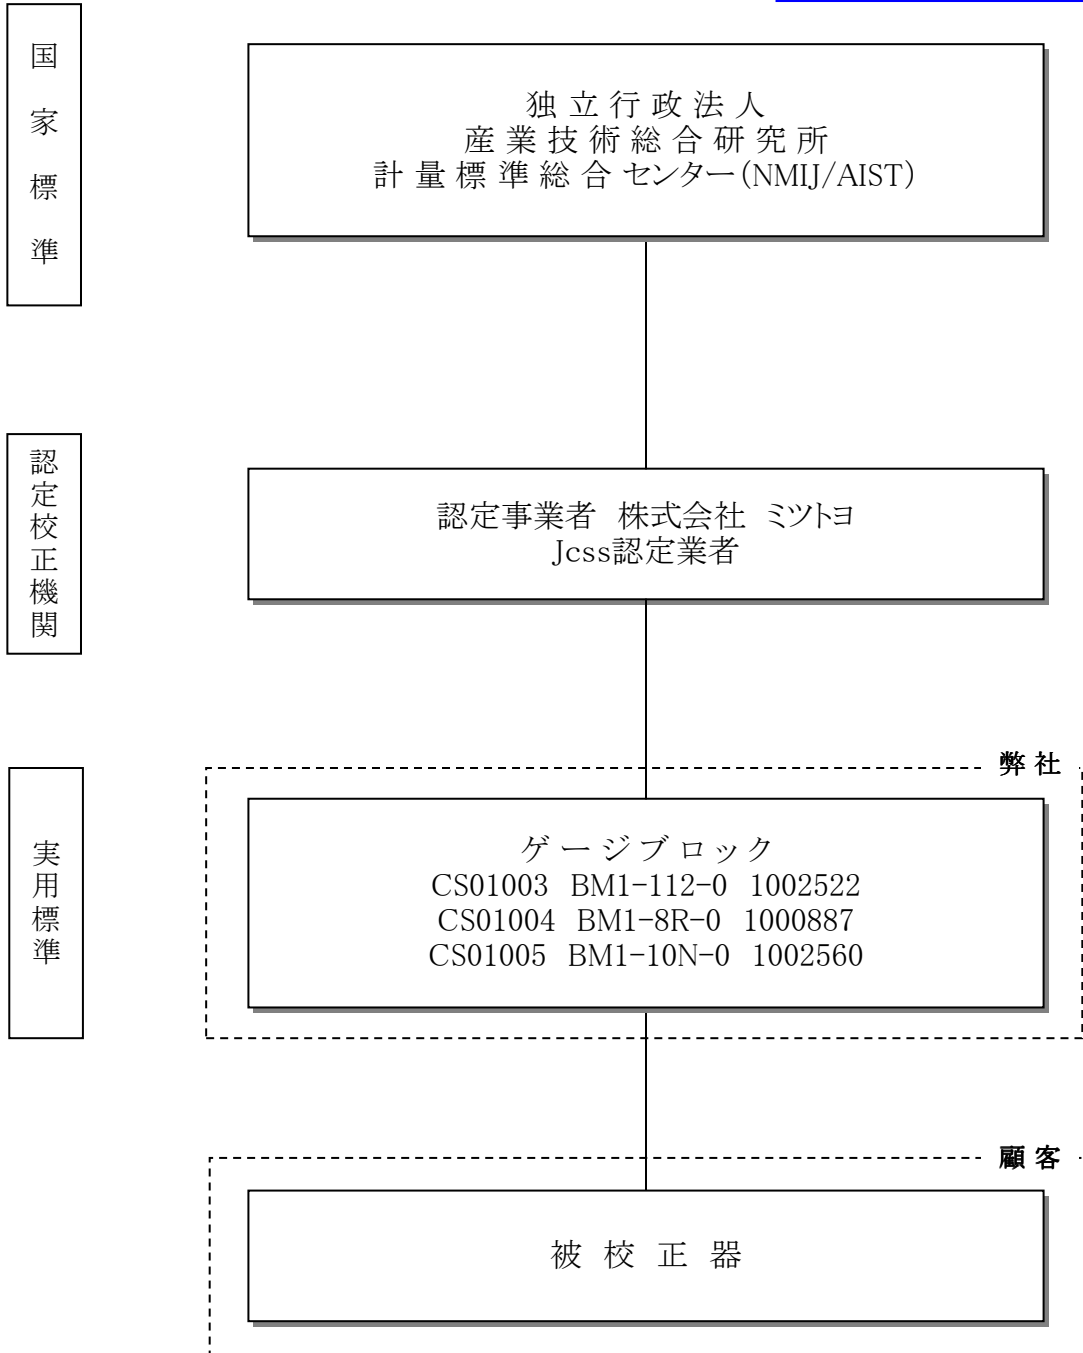 国家標準
独立行政法人
産業技術総合研究所
計量標準総合センター(NMIJ/AIST)
認定校正機関
認定事業者 株式会社 ミツトヨ
Jcss認定業者
弊社
実用標準
ゲージブロック
CS01003 BM1-112-0 1002522
CS01004 BM1-8R-0 1000887
CS01005 BM1-10N-0 1002560
顧客
被校正器